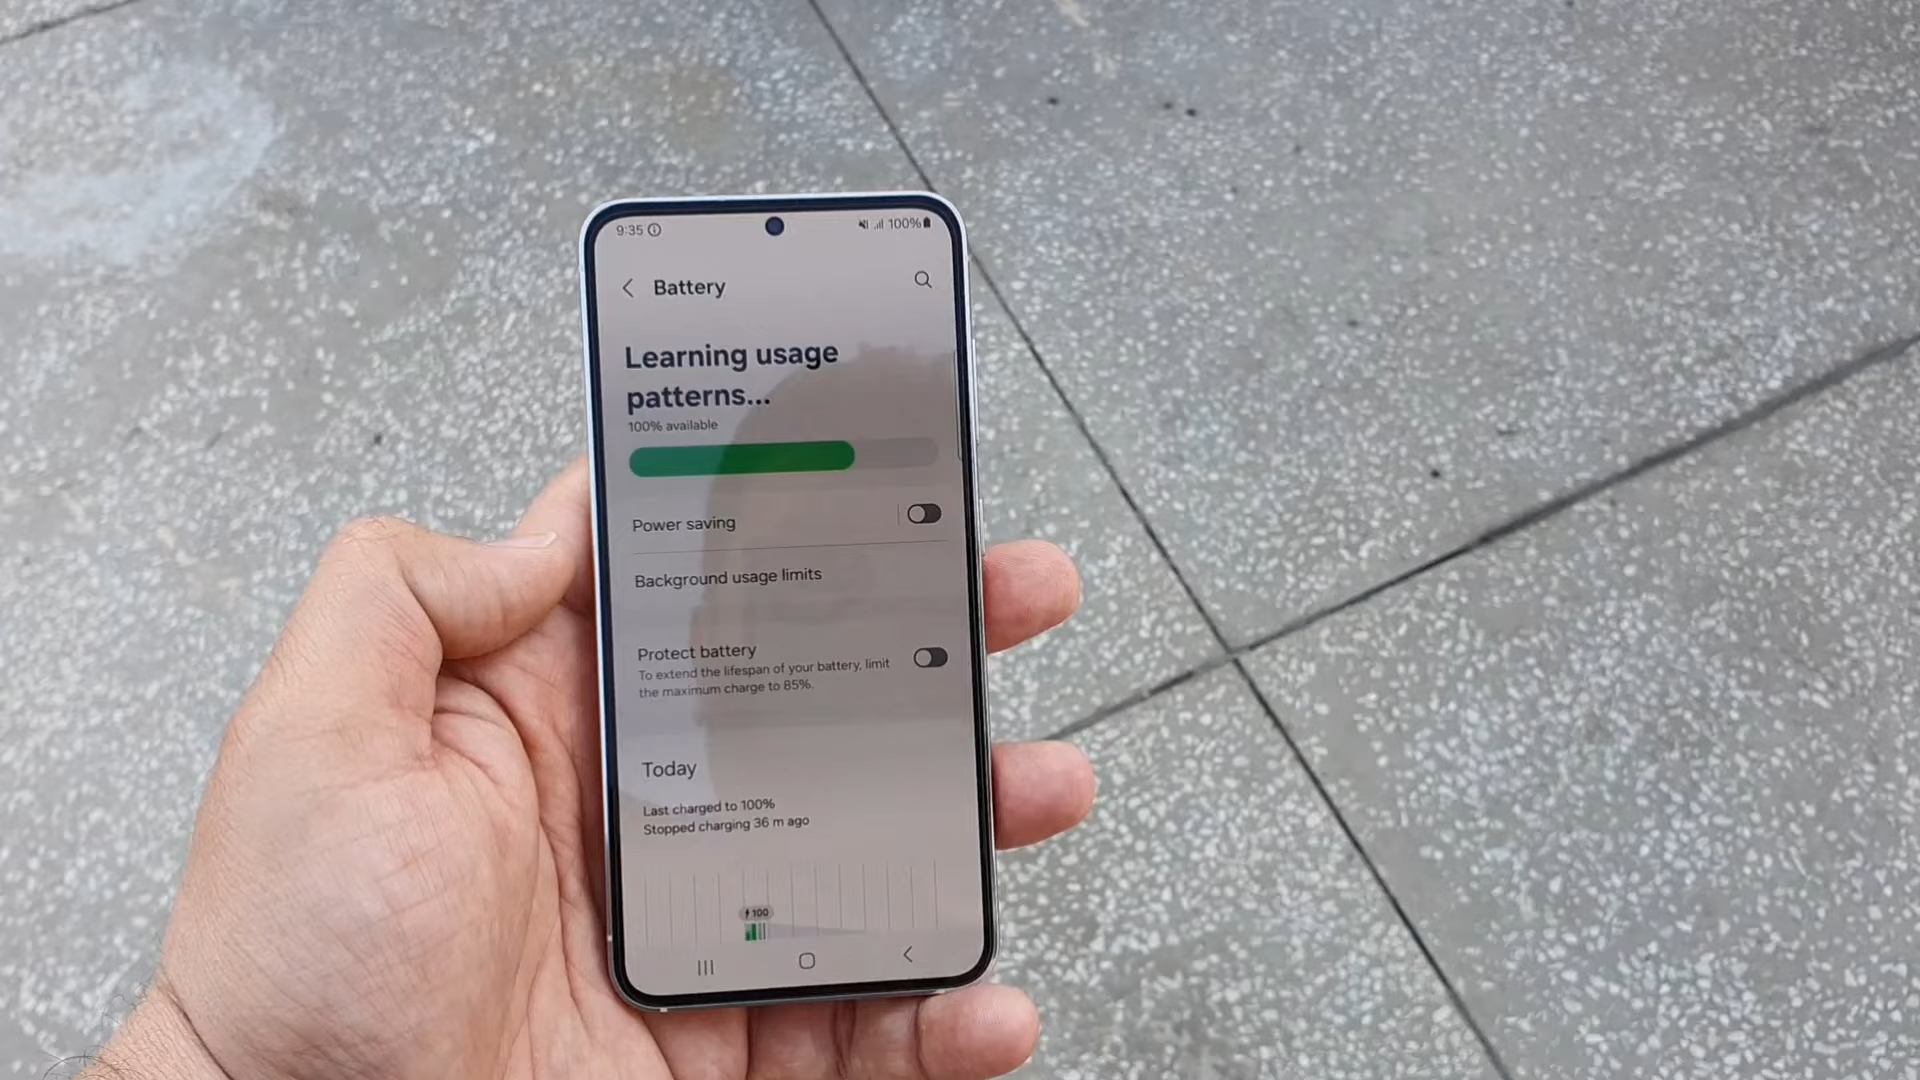 9:35 100%
Battery
Learning usage
patterns...
100% available
Power saving
Background usage limits
Protect battery
To extend the lifespan of your battery, limit
the maximum charge to 85%.
Today
Last charged to 100%
Stopped charging 36 m ago
100